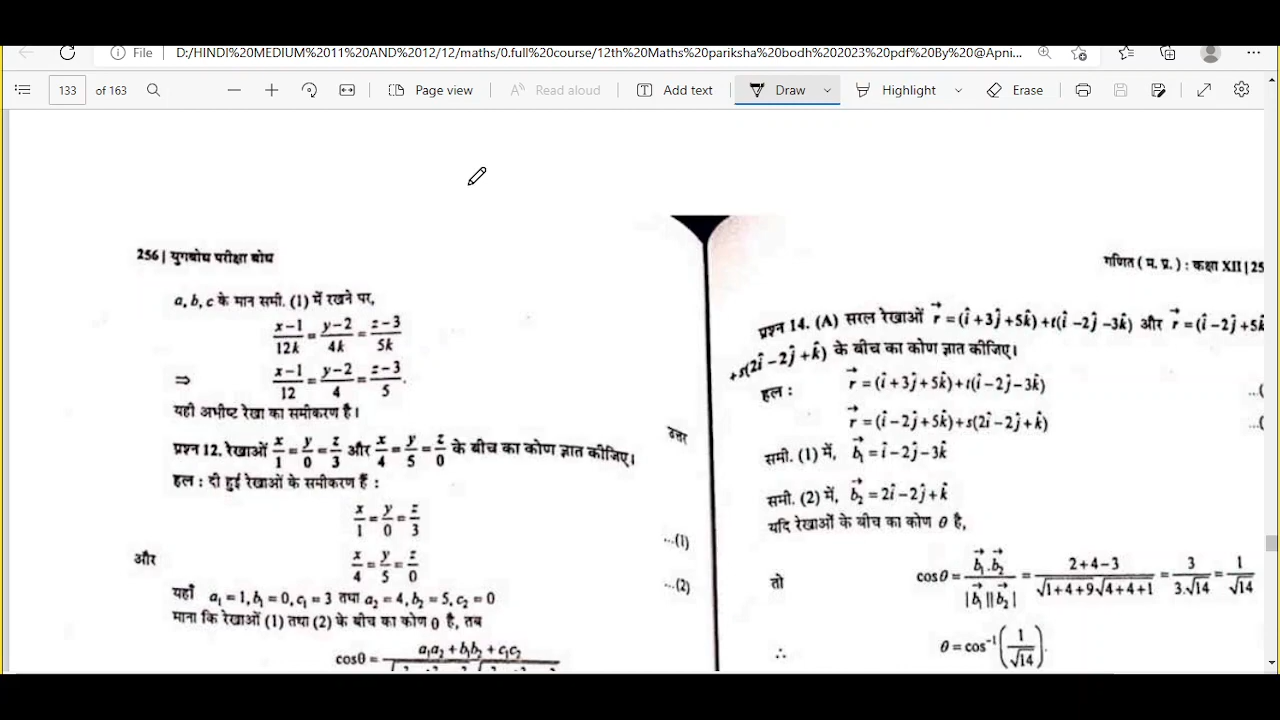 File
D:/HINDI%20MEDIUM%2011%20AND%2012/12/maths/0.full%20course/12th%20Maths%20pariksha%20bodh%202023%20pdf%20By%20@Apni...
133 of 163
Page view
Read aloud
Add text
Draw
Highlight
Erase
256 | युगबोध परीक्षा बोध
a, b, c के मान समी. (1) में रखने पर,
(x−1)/12k = (y−2)/4k = (z−3)/5k
⇒ (x−1)/12 = (y−2)/4 = (z−3)/5.
यही अभीष्ट रेखा का समीकरण है।
उत्तर
प्रश्न 12. रेखाओं x/1 = y/0 = z/3 और x/4 = y/5 = z/0 के बीच का कोण ज्ञात कीजिए।
हल : दी हुई रेखाओं के समीकरण हैं :
x/1 = y/0 = z/3 ...(1)
और x/4 = y/5 = z/0 ...(2)
यहाँ a₁ = 1, b₁ = 0, c₁ = 3 तथा a₂ = 4, b₂ = 5, c₂ = 0
माना कि रेखाओं (1) तथा (2) के बीच का कोण θ है, तब
cosθ = a₁a₂ + b₁b₂ + c₁c₂
गणित ( म. प्र. ) : कक्षा XII | 25
प्रश्न 14. (A) सरल रेखाओं r⃗ = (î + 3ĵ + 5k̂) + t(î − 2ĵ − 3k̂) और r⃗ = (î − 2ĵ + 5k̂
+ s(2î − 2ĵ + k̂) के बीच का कोण ज्ञात कीजिए।
हल : r⃗ = (î + 3ĵ + 5k̂) + t(î − 2ĵ − 3k̂) ...(
r⃗ = (î − 2ĵ + 5k̂) + s(2î − 2ĵ + k̂) ...(
समी. (1) में, b⃗₁ = î − 2ĵ − 3k̂
समी. (2) में, b⃗₂ = 2î − 2ĵ + k̂
यदि रेखाओं के बीच का कोण θ है,
तो cosθ = (b⃗₁ . b⃗₂)/(|b⃗₁||b⃗₂|) = (2+4−3)/(√1+4+9 √4+4+1) = 3/(3.√14) = 1/√14
∴ θ = cos⁻¹(1/√14).